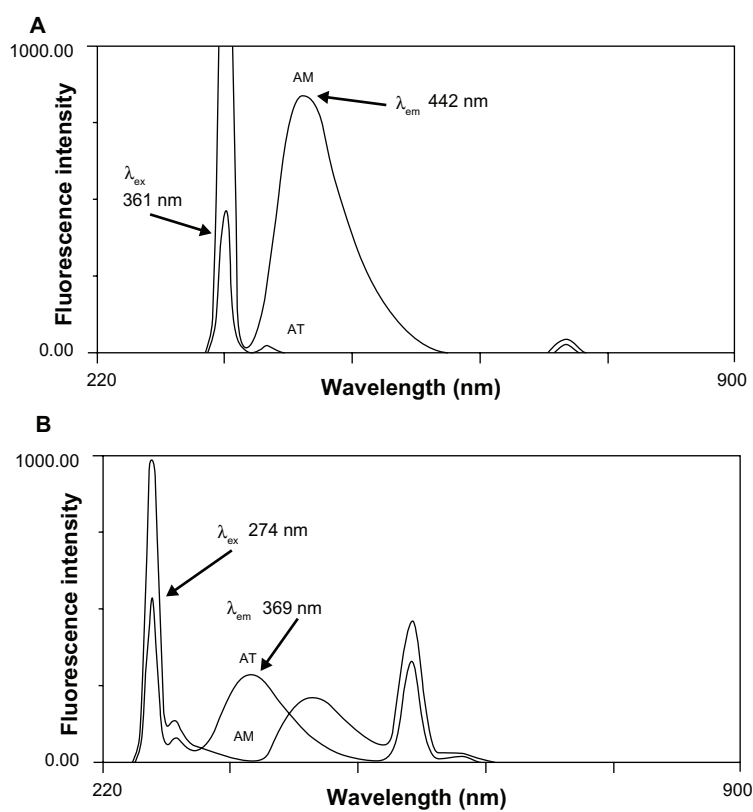 A
1000.00
AM
λem 442 nm
λex
361 nm
Fluorescence intensity
AT
0.00
220
Wavelength (nm)
900
B
1000.00
λex 274 nm
λem 369 nm
Fluorescence intensity
AT
AM
0.00
220
Wavelength (nm)
900